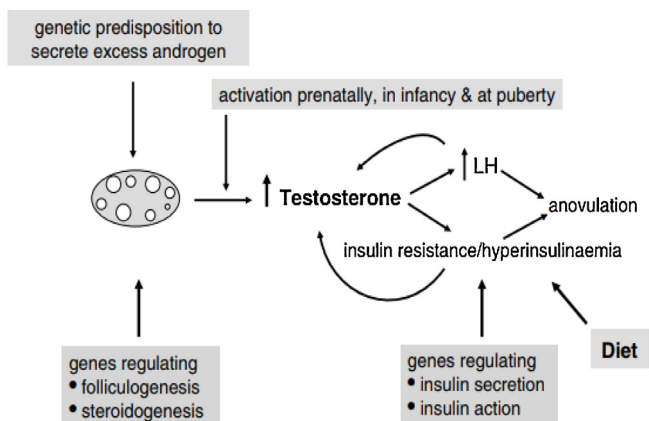 genetic predisposition to
secrete excess androgen
activation prenatally, in infancy & at puberty
↑ LH
↑ Testosterone
anovulation
insulin resistance/hyperinsulinaemia
Diet
genes regulating
• folliculogenesis
• steroidogenesis
genes regulating
• insulin secretion
• insulin action